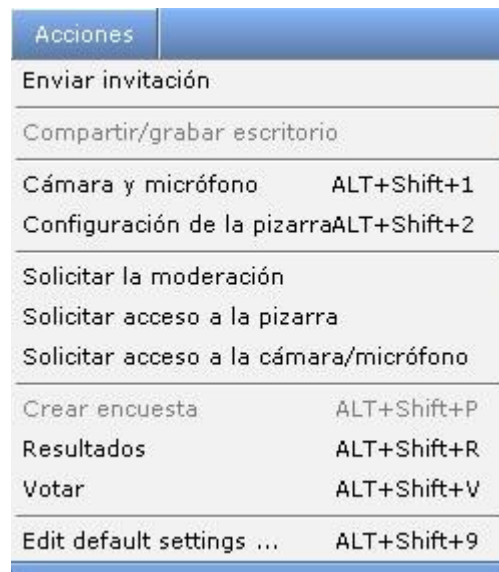 Acciones
Enviar invitación
Compartir/grabar escritorio
Cámara y micrófono ALT+Shift+1
Configuración de la pizarraALT+Shift+2
Solicitar la moderación
Solicitar acceso a la pizarra
Solicitar acceso a la cámara/micrófono
Crear encuesta ALT+Shift+P
Resultados ALT+Shift+R
Votar ALT+Shift+V
Edit default settings ... ALT+Shift+9